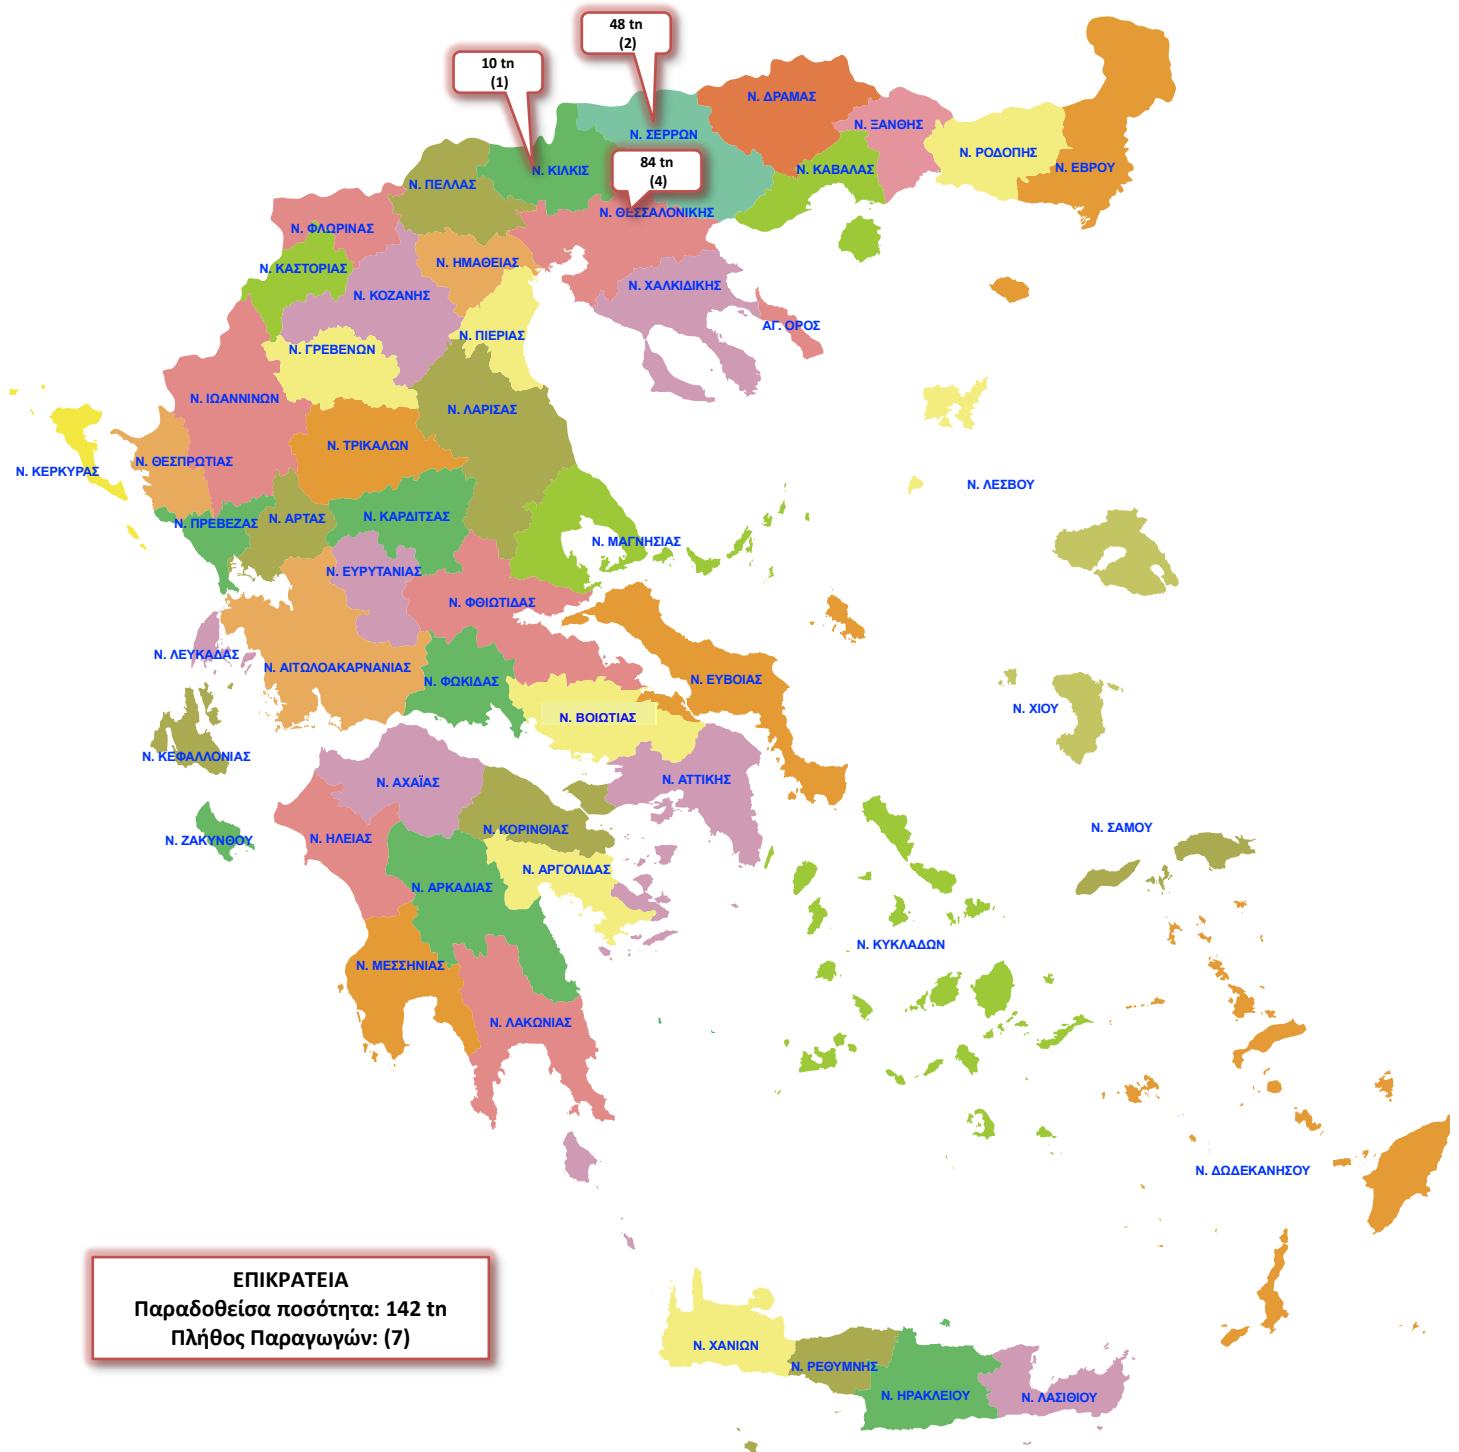 48 tn
(2)
10 tn
(1)
Ν. ΔΡΑΜΑΣ
Ν. ΞΑΝΘΗΣ
Ν. ΣΕΡΡΩΝ
Ν. ΡΟΔΟΠΗΣ
84 tn
(4)
Ν. ΕΒΡΟΥ
Ν. ΚΙΛΚΙΣ
Ν. ΚΑΒΑΛΑΣ
Ν. ΠΕΛΛΑΣ
Ν. ΘΕΣΣΑΛΟΝΙΚΗΣ
Ν. ΦΛΩΡΙΝΑΣ
Ν. ΗΜΑΘΕΙΑΣ
Ν. ΚΑΣΤΟΡΙΑΣ
Ν. ΧΑΛΚΙΔΙΚΗΣ
Ν. ΚΟΖΑΝΗΣ
ΑΓ. ΟΡΟΣ
Ν. ΠΙΕΡΙΑΣ
Ν. ΓΡΕΒΕΝΩΝ
Ν. ΙΩΑΝΝΙΝΩΝ
Ν. ΛΑΡΙΣΑΣ
Ν. ΤΡΙΚΑΛΩΝ
Ν. ΘΕΣΠΡΩΤΙΑΣ
Ν. ΚΕΡΚΥΡΑΣ
Ν. ΛΕΣΒΟΥ
Ν. ΠΡΕΒΕΖΑΣ
Ν. ΑΡΤΑΣ
Ν. ΚΑΡΔΙΤΣΑΣ
Ν. ΜΑΓΝΗΣΙΑΣ
Ν. ΕΥΡΥΤΑΝΙΑΣ
Ν. ΦΘΙΩΤΙΔΑΣ
Ν. ΛΕΥΚΑΔΑΣ
Ν. ΑΙΤΩΛΟΑΚΑΡΝΑΝΙΑΣ
Ν. ΦΩΚΙΔΑΣ
Ν. ΕΥΒΟΙΑΣ
Ν. ΧΙΟΥ
Ν. ΒΟΙΩΤΙΑΣ
Ν. ΚΕΦΑΛΛΟΝΙΑΣ
Ν. ΑΧΑΪΑΣ
Ν. ΑΤΤΙΚΗΣ
Ν. ΚΟΡΙΝΘΙΑΣ
Ν. ΣΑΜΟΥ
Ν. ΖΑΚΥΝΘΟΥ
Ν. ΗΛΕΙΑΣ
Ν. ΑΡΓΟΛΙΔΑΣ
Ν. ΑΡΚΑΔΙΑΣ
Ν. ΚΥΚΛΑΔΩΝ
Ν. ΜΕΣΣΗΝΙΑΣ
Ν. ΛΑΚΩΝΙΑΣ
Ν. ΔΩΔΕΚΑΝΗΣΟΥ
ΕΠΙΚΡΑΤΕΙΑ
Παραδοθείσα ποσότητα: 142 tn
Πλήθος Παραγωγών: (7)
Ν. ΧΑΝΙΩΝ
Ν. ΡΕΘΥΜΝΗΣ
Ν. ΗΡΑΚΛΕΙΟΥ
Ν. ΛΑΣΙΘΙΟΥ